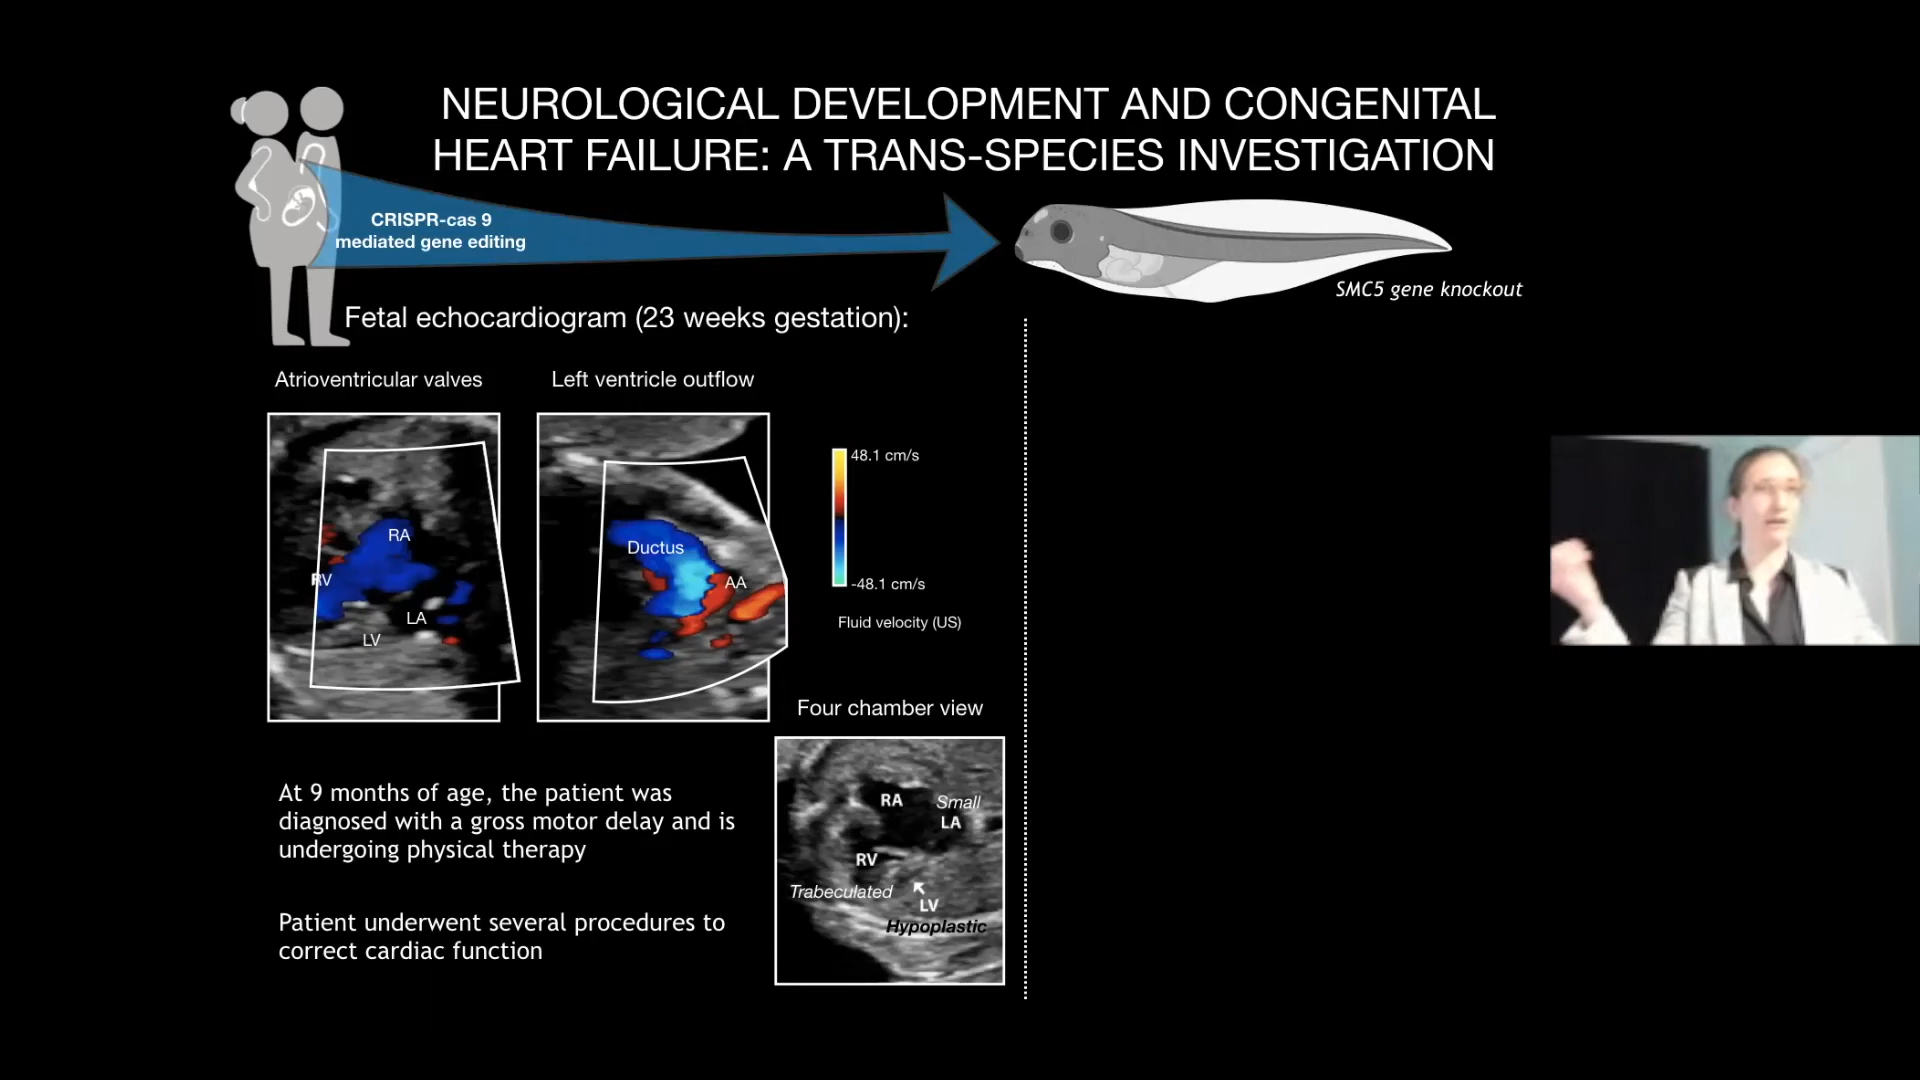 NEUROLOGICAL DEVELOPMENT AND CONGENITAL
HEART FAILURE: A TRANS-SPECIES INVESTIGATION
CRISPR-cas 9
mediated gene editing
SMC5 gene knockout
Fetal echocardiogram (23 weeks gestation):
Atrioventricular valves
Left ventricle outflow
RA
RV
LA
LV
Ductus
AA
48.1 cm/s
-48.1 cm/s
Fluid velocity (US)
Four chamber view
RA
Small
LA
RV
Trabeculated
LV
Hypoplastic
At 9 months of age, the patient was
diagnosed with a gross motor delay and is
undergoing physical therapy
Patient underwent several procedures to
correct cardiac function